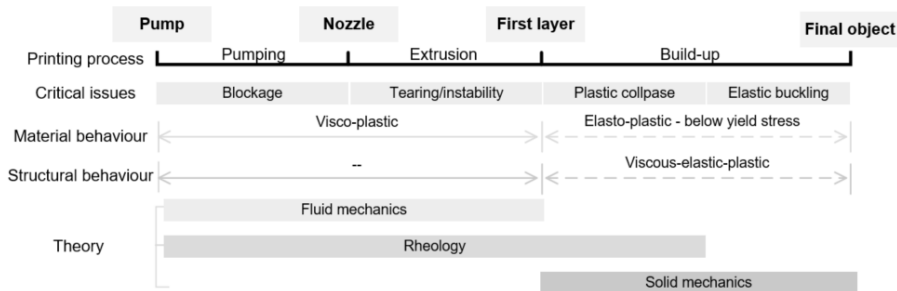 Pump Nozzle First layer Final object
Printing process Pumping Extrusion Build-up
Critical issues Blockage Tearing/instability Plastic collpase Elastic buckling
Material behaviour Visco-plastic Elasto-plastic - below yield stress
Structural behaviour -- Viscous-elastic-plastic
Fluid mechanics
Theory Rheology
Solid mechanics